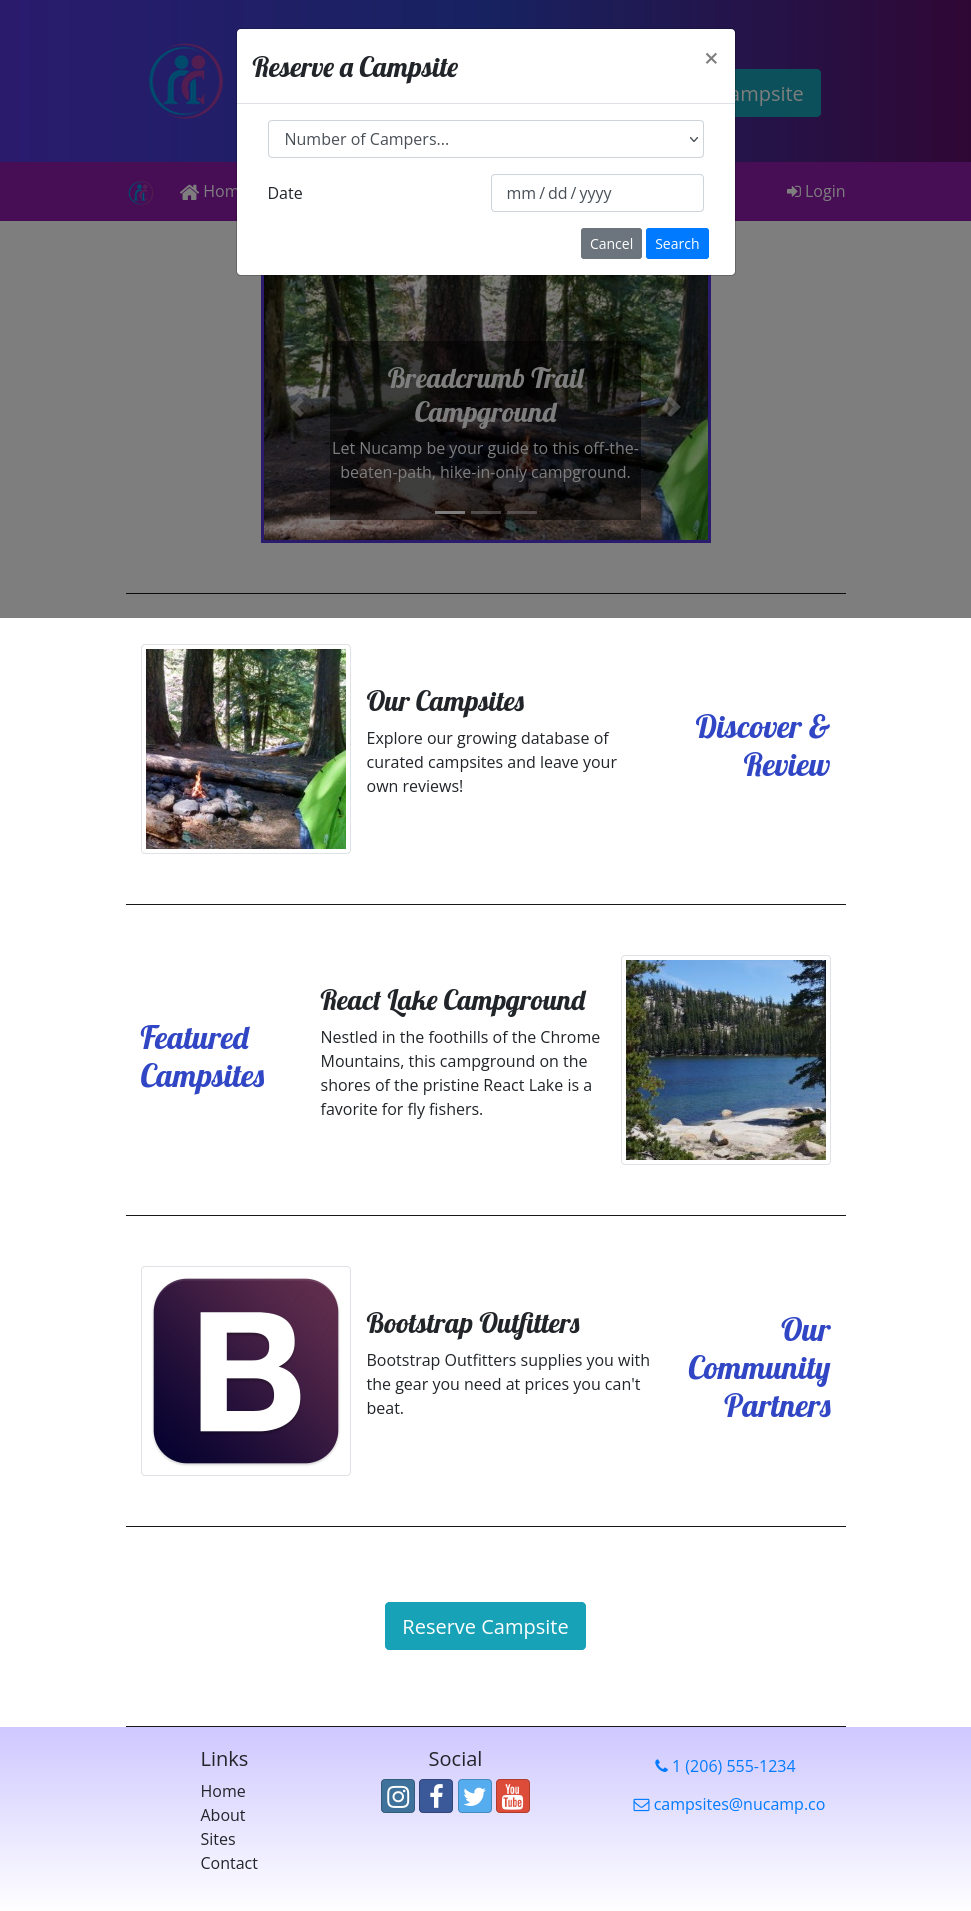 Reserve a Campsite
×
ampsite
Number of Campers...
Date
mm / dd / yyyy
Cancel
Search
Hom
Login
Breadcrumb Trail
Campground
Let Nucamp be your guide to this off-the-
beaten-path, hike-in-only campground.
Our Campsites
Explore our growing database of
curated campsites and leave your
own reviews!
Discover &
Review
Featured
Campsites
React Lake Campground
Nestled in the foothills of the Chrome
Mountains, this campground on the
shores of the pristine React Lake is a
favorite for fly fishers.
B
Bootstrap Outfitters
Bootstrap Outfitters supplies you with
the gear you need at prices you can't
beat.
Our
Community
Partners
Reserve Campsite
Links
Home
About
Sites
Contact
Social
You
Tube
1 (206) 555-1234
campsites@nucamp.co